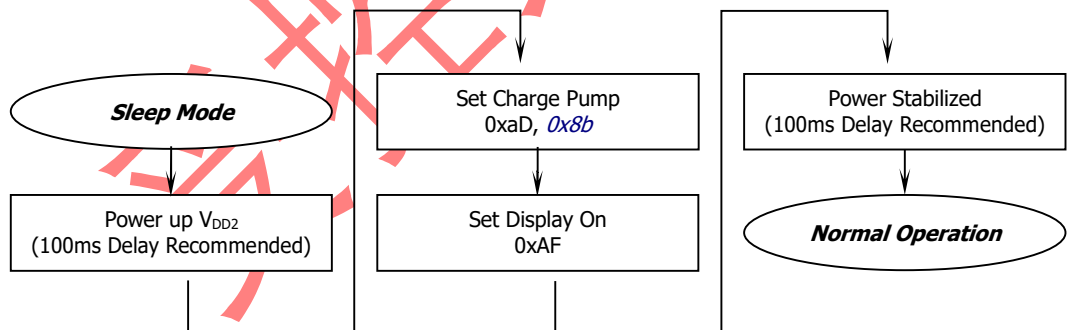 Sleep Mode
Power up VDD2
(100ms Delay Recommended)
Set Charge Pump
0xaD, 0x8b
Set Display On
0xAF
Power Stabilized
(100ms Delay Recommended)
Normal Operation